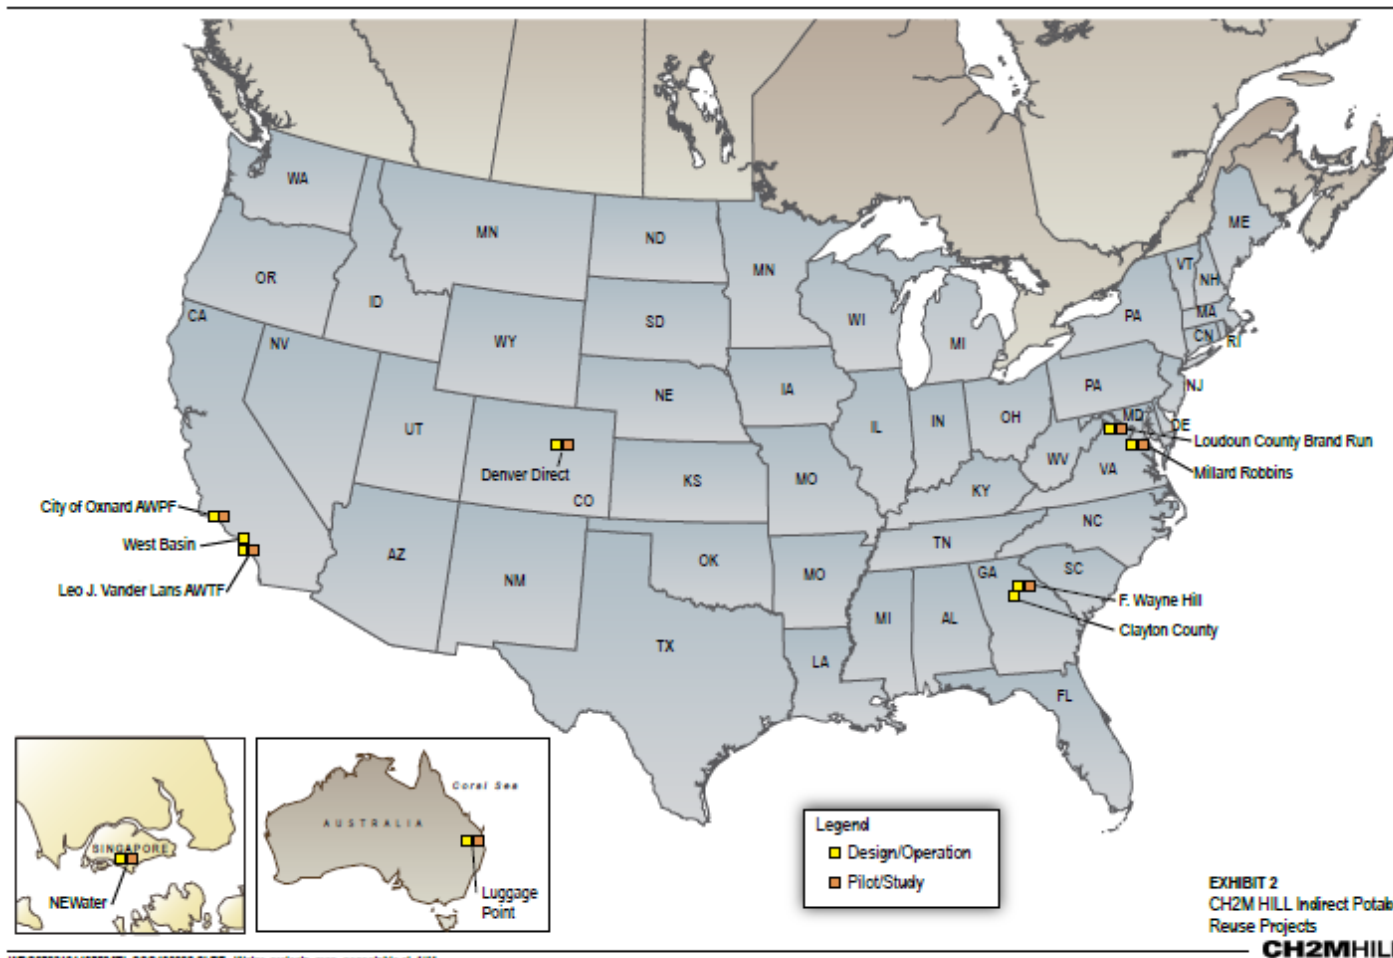 WA
MN
ND
MN
OR
ID
SD
WI
MI
ME
VT
NH
PA
MA
CN
RI
CA
NV
WY
NE
IA
PA
NJ
UT
IL
IN
OH
MD
DE
Loudoun County Brand Run
Denver Direct
CO
KS
MO
WV
VA
Millard Robbins
KY
City of Oxnard AWPF
West Basin
Leo J. Vander Lans AWTF
AZ
NM
OK
MO
TN
NC
SC
GA
F. Wayne Hill
Clayton County
TX
LA
MI
AL
FL
SINGAPORE
NEWater
Coral Sea
AUSTRALIA
Luggage
Point
Legend
Design/Operation
Pilot/Study
EXHIBIT 2
CH2M HILL Indirect Potab
Reuse Projects
CH2MHILL